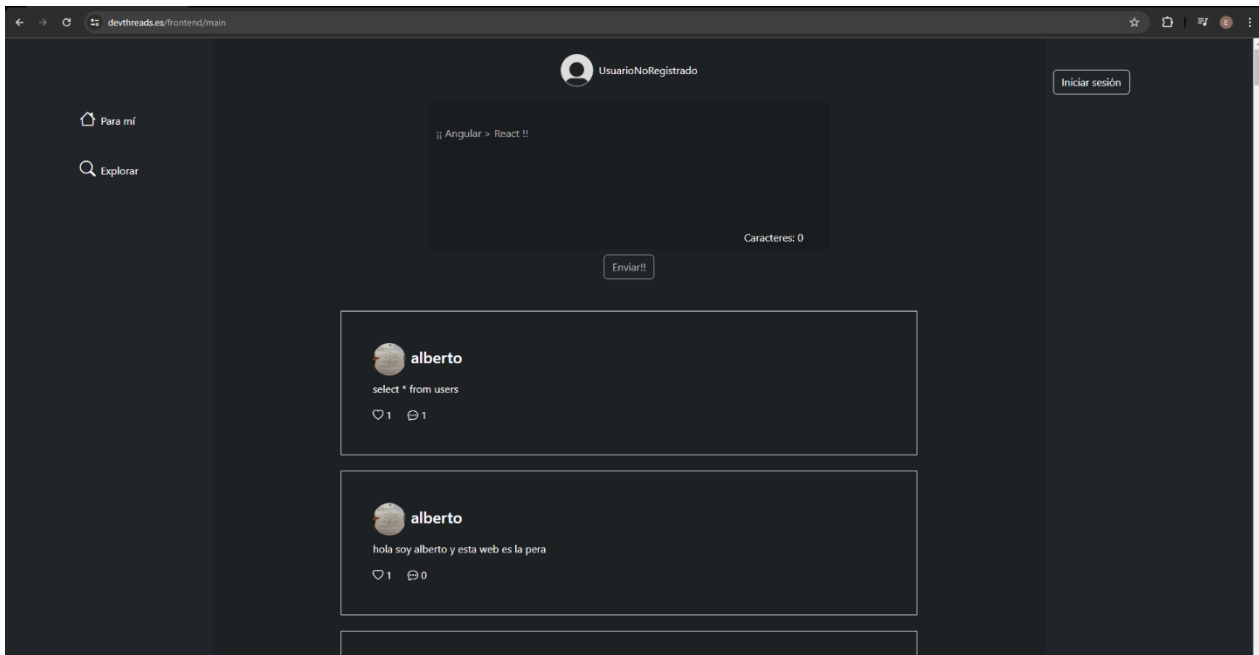 devthreads.es/frontend/main
E
UsuarioNoRegistrado
Iniciar sesión
Para mí
Explorar
¡¡ Angular > React !!
Caracteres: 0
Enviar!!
alberto
select * from users
1 1
alberto
hola soy alberto y esta web es la pera
1 0